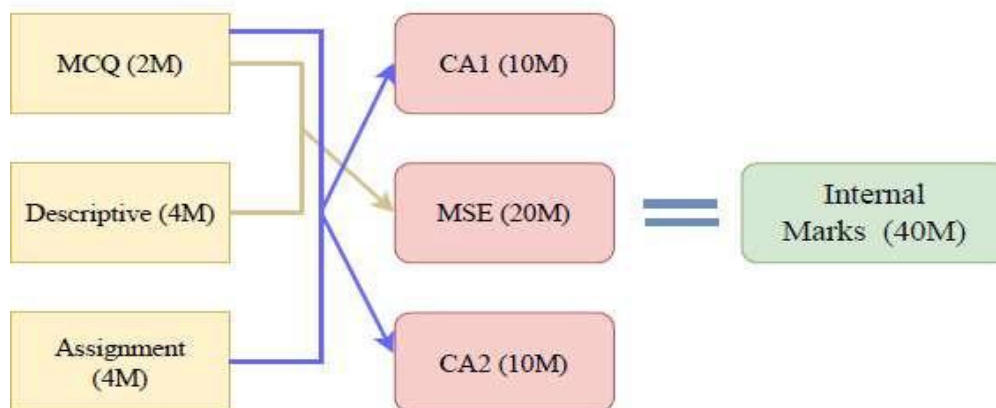 MCQ (2M)
Descriptive (4M)
Assignment
(4M)
CA1 (10M)
MSE (20M)
CA2 (10M)
Internal
Marks (40M)